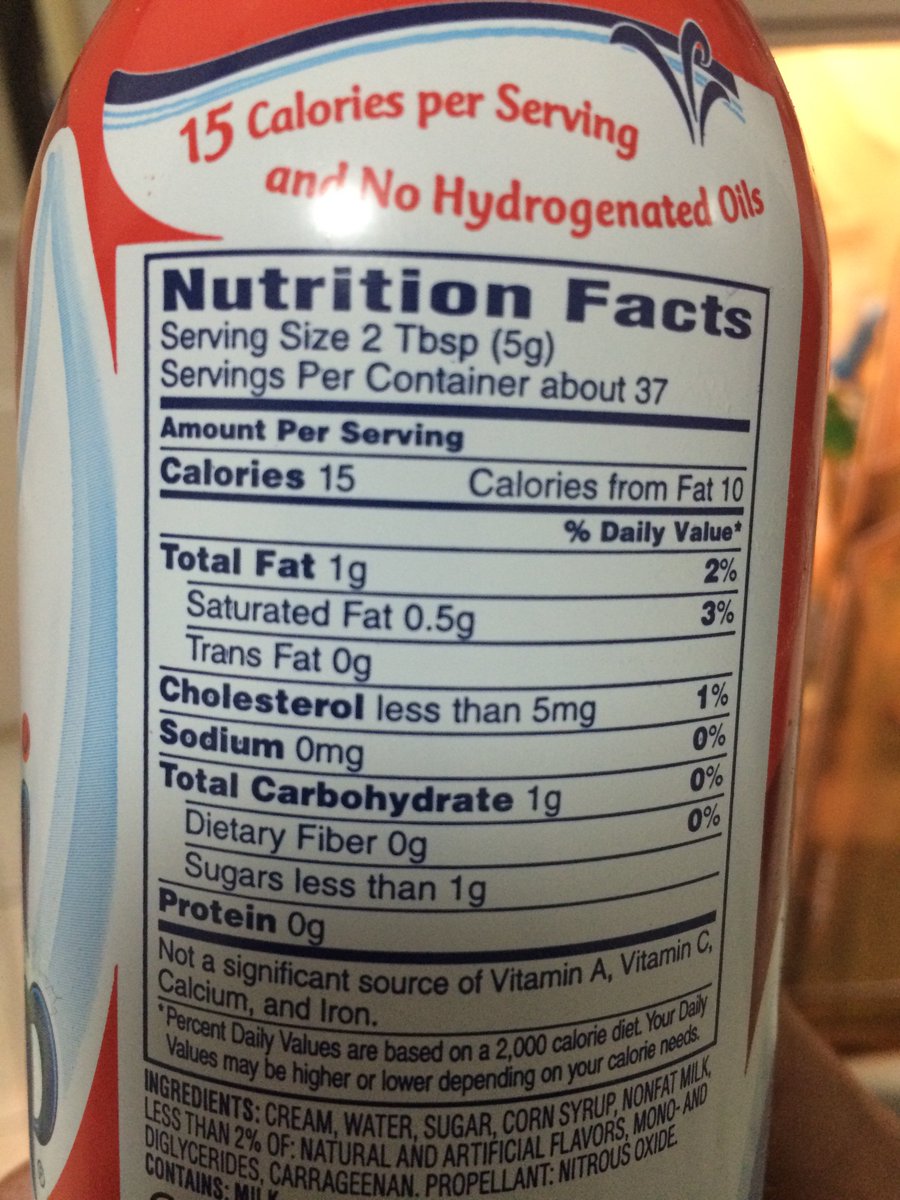 15 Calories per Serving
and No Hydrogenated Oils
Nutrition Facts
Serving Size 2 Tbsp (5g)
Servings Per Container about 37
Amount Per Serving
Calories 15 Calories from Fat 10
% Daily Value*
Total Fat 1g 2%
Saturated Fat 0.5g 3%
Trans Fat 0g
Cholesterol less than 5mg 1%
Sodium 0mg 0%
Total Carbohydrate 1g 0%
Dietary Fiber 0g 0%
Sugars less than 1g
Protein 0g
Not a significant source of Vitamin A, Vitamin C,
Calcium, and Iron.
*Percent Daily Values are based on a 2,000 calorie diet. Your Daily
Values may be higher or lower depending on your calorie needs.
INGREDIENTS: CREAM, WATER, SUGAR, CORN SYRUP, NONFAT MILK,
LESS THAN 2% OF: NATURAL AND ARTIFICIAL FLAVORS, MONO- AND
DIGLYCERIDES, CARRAGEENAN. PROPELLANT: NITROUS OXIDE.
CONTAINS: MILK